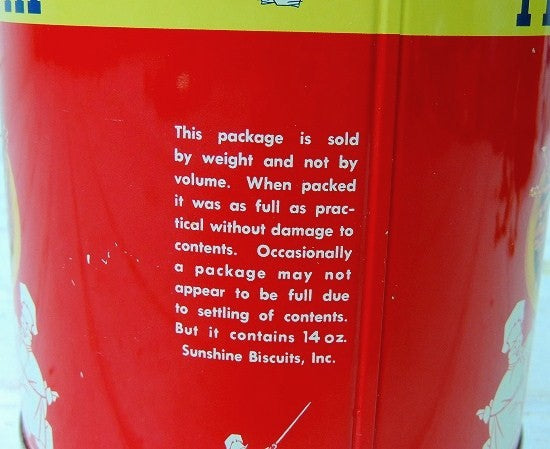 This package is sold
by weight and not by
volume. When packed
it was as full as prac-
tical without damage to
contents. Occasionally
a package may not
appear to be full due
to settling of contents.
But it contains 14 oz.
Sunshine Biscuits, Inc.